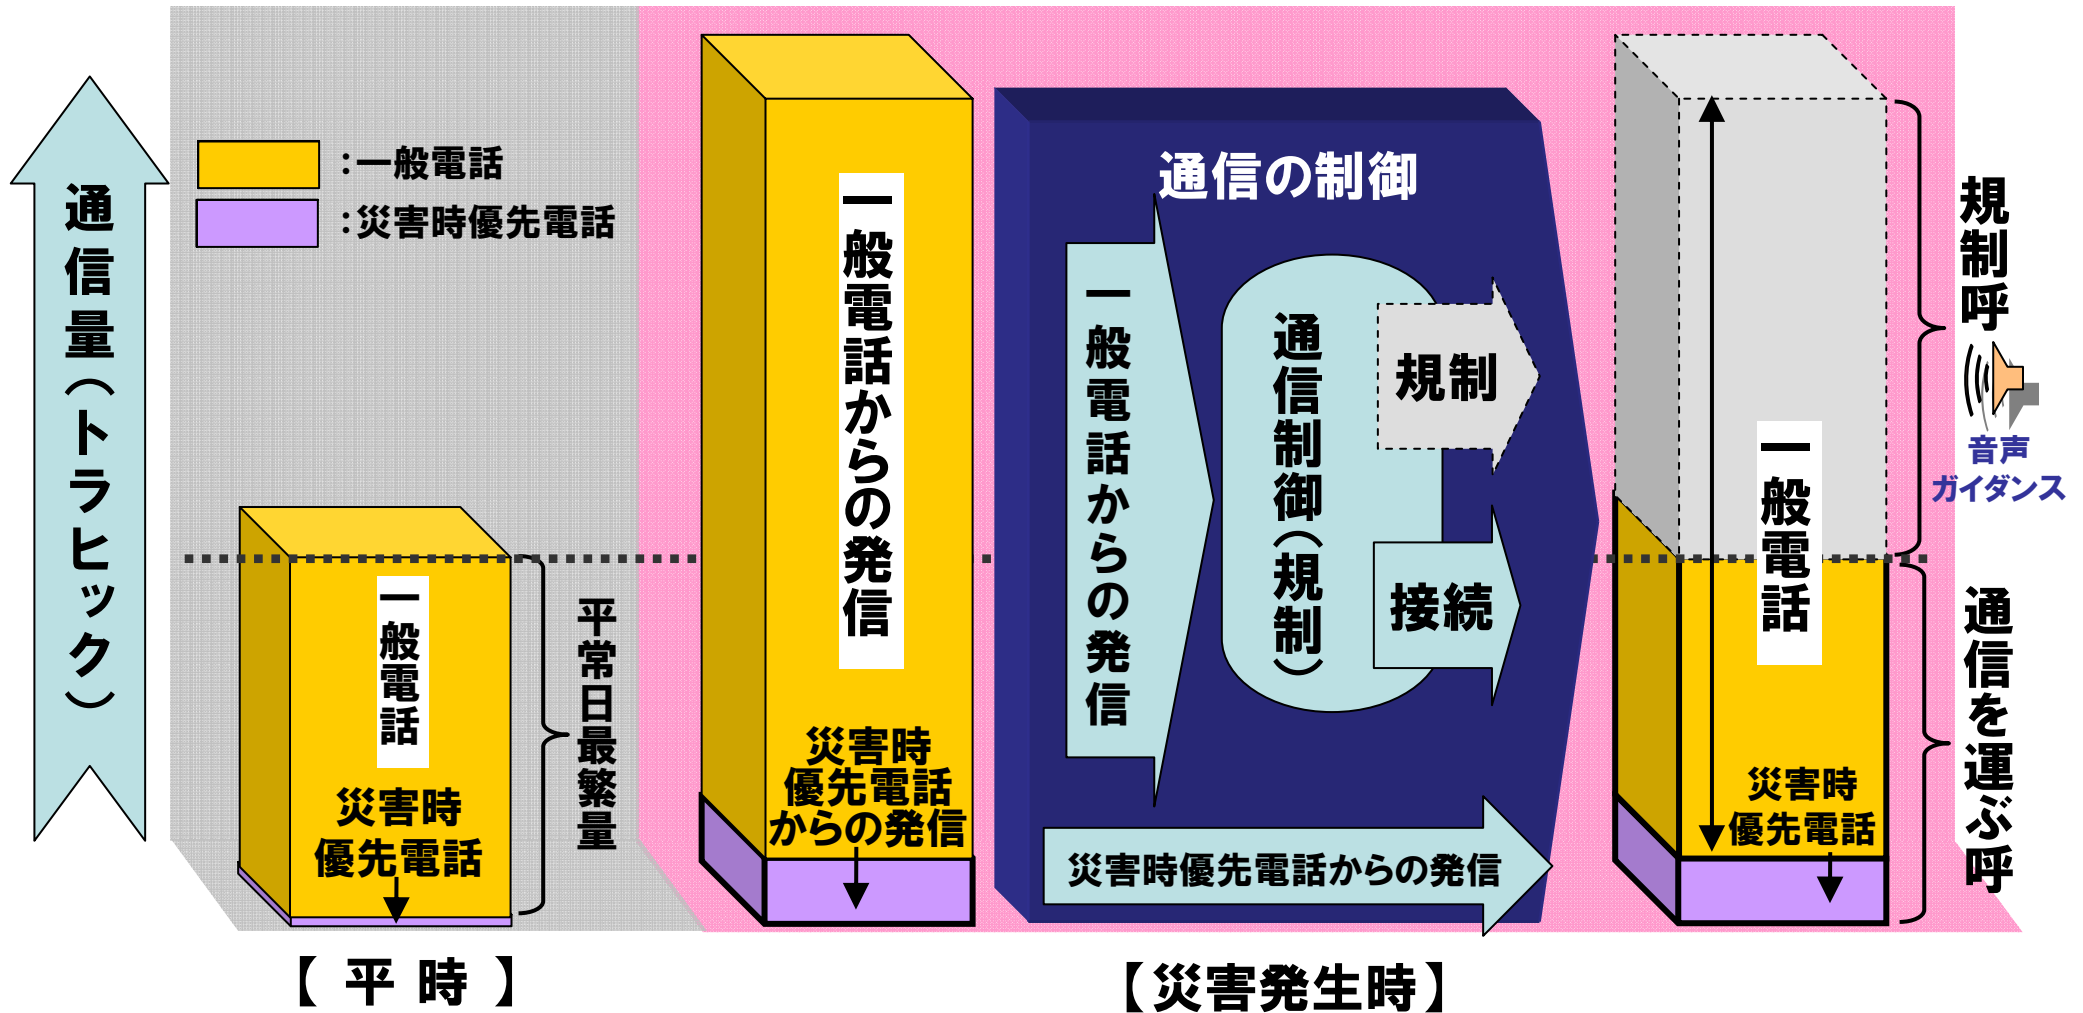 通信量（トラヒック）
：一般電話
：災害時優先電話
一般電話
災害時
優先電話
平常日最繁量
【 平 時 】
一般電話からの発信
災害時
優先電話
からの発信
通信の制御
一般電話からの発信
通信制御（規制）
規制
接続
災害時優先電話からの発信
【災害発生時】
一般電話
災害時
優先電話
規制呼
音声
ガイダンス
通信を運ぶ呼